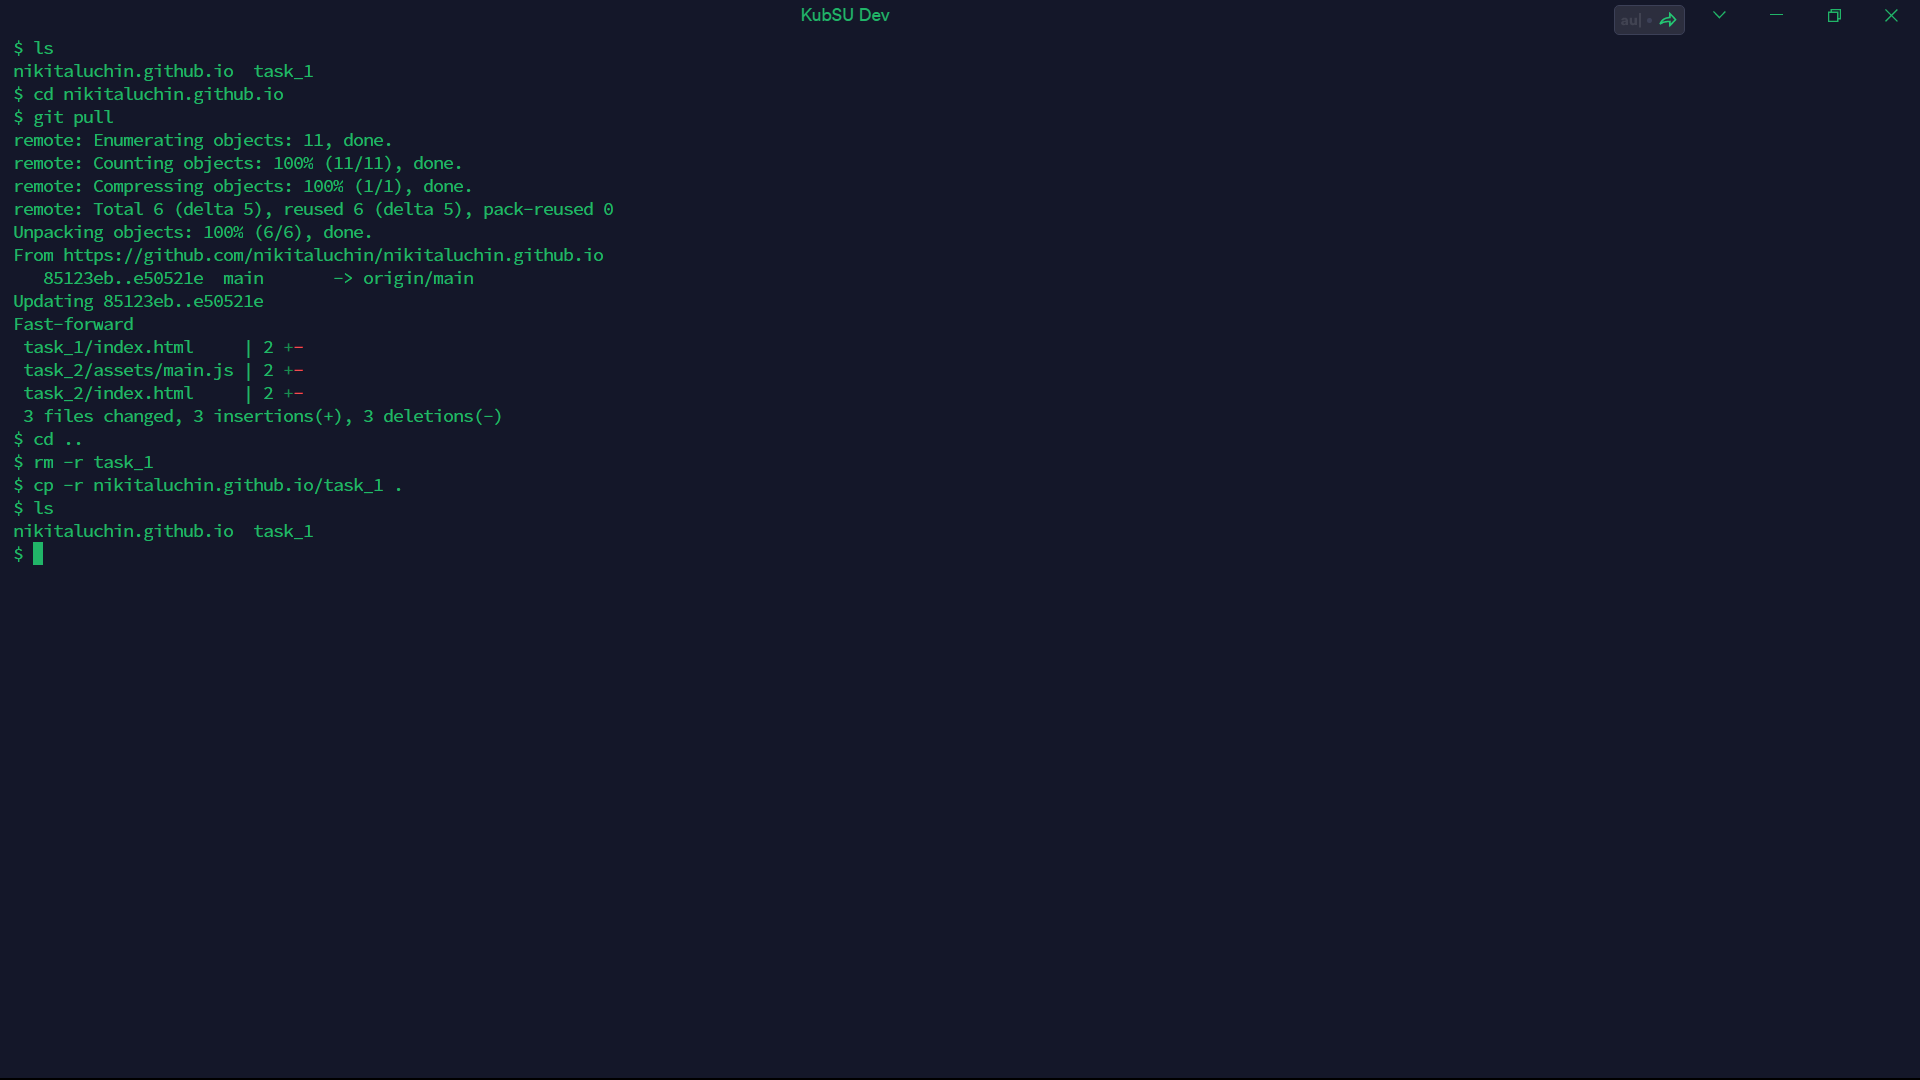 KubSU Dev
au
$ ls
nikitaluchin.github.io  task_1
$ cd nikitaluchin.github.io
$ git pull
remote: Enumerating objects: 11, done.
remote: Counting objects: 100% (11/11), done.
remote: Compressing objects: 100% (1/1), done.
remote: Total 6 (delta 5), reused 6 (delta 5), pack-reused 0
Unpacking objects: 100% (6/6), done.
From https://github.com/nikitaluchin/nikitaluchin.github.io
   85123eb..e50521e  main       -> origin/main
Updating 85123eb..e50521e
Fast-forward
 task_1/index.html     | 2 +-
 task_2/assets/main.js | 2 +-
 task_2/index.html     | 2 +-
 3 files changed, 3 insertions(+), 3 deletions(-)
$ cd ..
$ rm -r task_1
$ cp -r nikitaluchin.github.io/task_1 .
$ ls
nikitaluchin.github.io  task_1
$